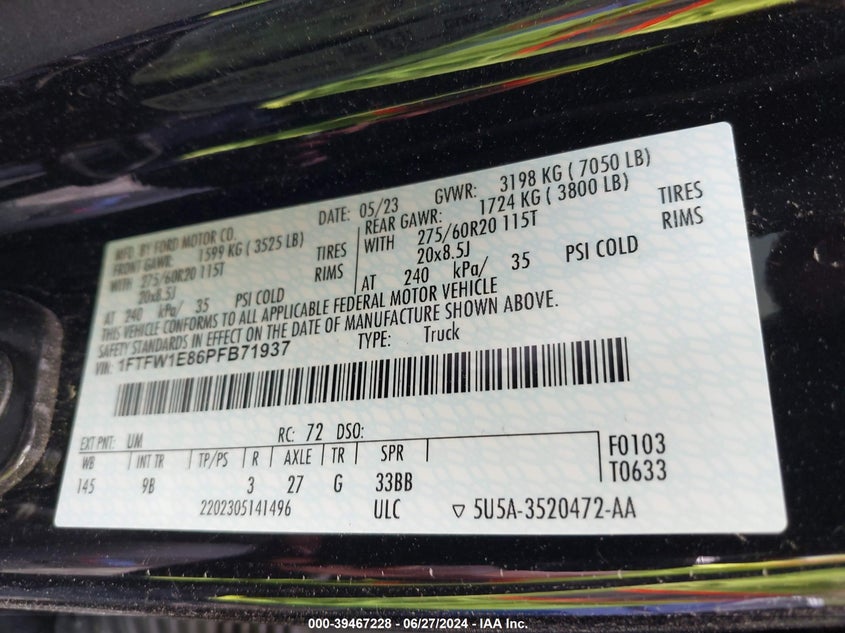 MFD. BY FORD MOTOR CO. DATE: 05/23 GVWR: 3198 KG ( 7050 LB)
FRONT GAWR: 1599 KG ( 3525 LB) REAR GAWR: 1724 KG ( 3800 LB)
WITH 275/60R20 115T TIRES WITH 275/60R20 115T TIRES
20x8.5J RIMS 20x8.5J RIMS
AT 240 kPa/ 35 PSI COLD AT 240 kPa/ 35 PSI COLD
THIS VEHICLE CONFORMS TO ALL APPLICABLE FEDERAL MOTOR VEHICLE
SAFETY STANDARDS IN EFFECT ON THE DATE OF MANUFACTURE SHOWN ABOVE.
VIN: 1FTFW1E86PFB71937 TYPE: Truck
EXT PNT: UM RC: 72 DSO:
WB INT TR TP/PS R AXLE TR SPR F0103
145 9B 3 27 G 33BB T0633
2202305141496 ULC ▽ 5U5A-3520472-AA
000-39467228 - 06/27/2024 - IAA Inc.